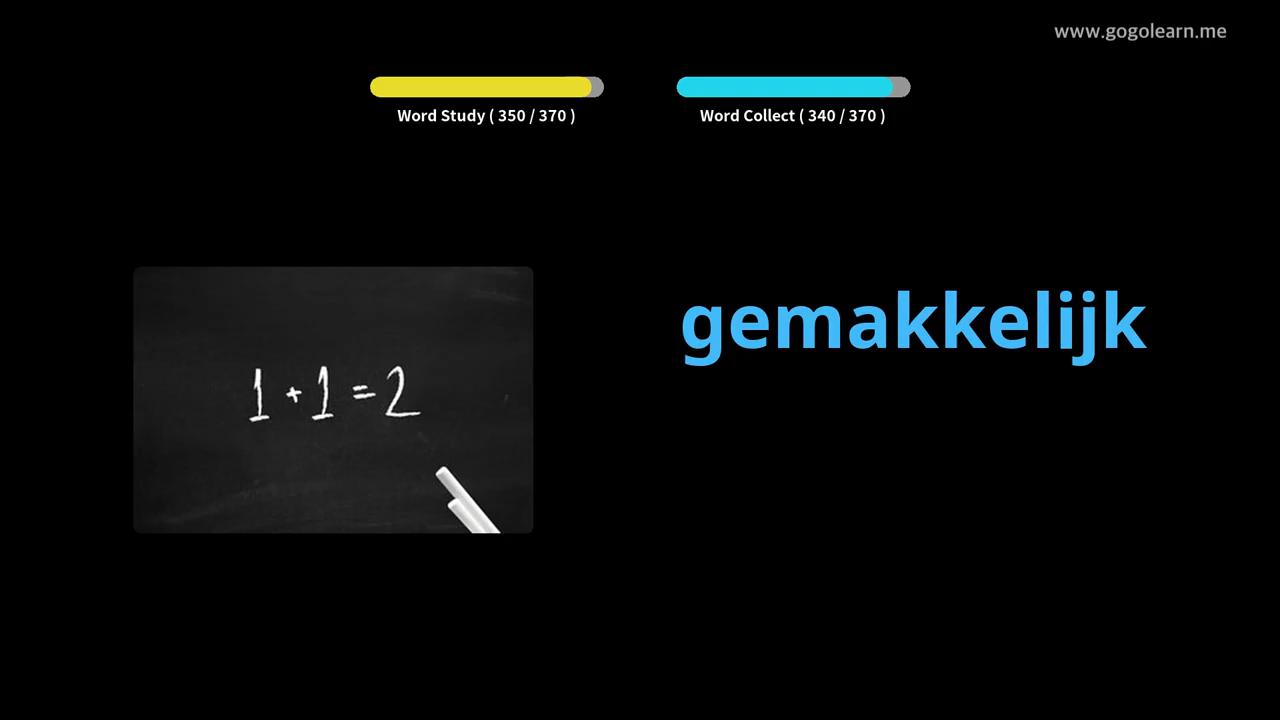 www.gogolearn.me
Word Study ( 350 / 370 )
Word Collect ( 340 / 370 )
gemakkelijk
1 + 1 = 2